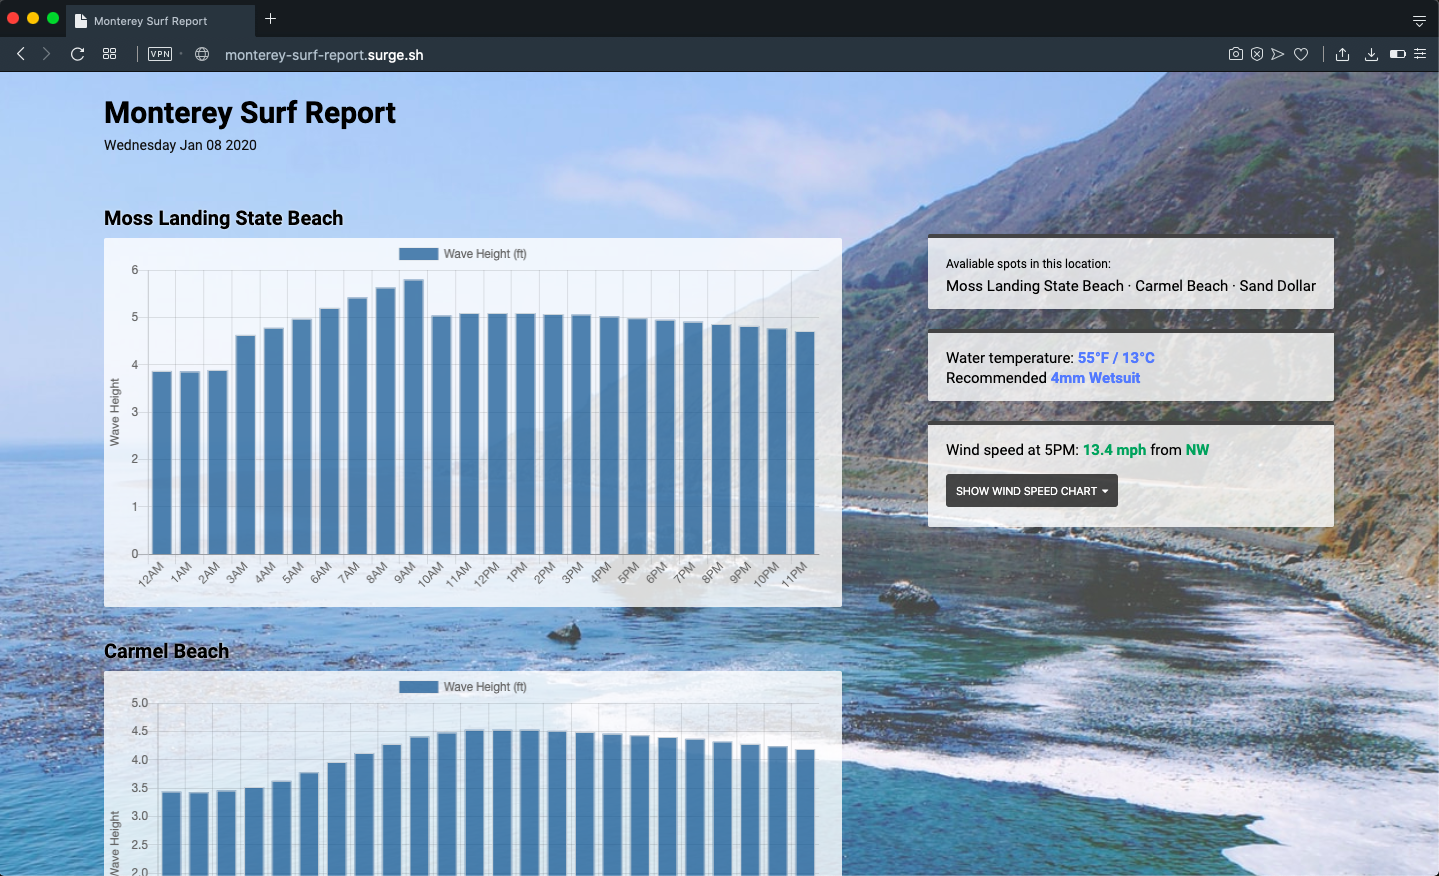 Monterey Surf Report
VPN
monterey-surf-report.surge.sh
Monterey Surf Report
Wednesday Jan 08 2020
Moss Landing State Beach
Wave Height (ft)
6
5
4
3
2
1
0
Wave Height
12AM 1AM 2AM 3AM 4AM 5AM 6AM 7AM 8AM 9AM 10AM 11AM 12PM 1PM 2PM 3PM 4PM 5PM 6PM 7PM 8PM 9PM 10PM 11PM
Avaliable spots in this location:
Moss Landing State Beach · Carmel Beach · Sand Dollar
Water temperature: 55°F / 13°C
Recommended 4mm Wetsuit
Wind speed at 5PM: 13.4 mph from NW
SHOW WIND SPEED CHART
Carmel Beach
Wave Height (ft)
5.0
4.5
4.0
3.5
3.0
2.5
2.0
Wave Height